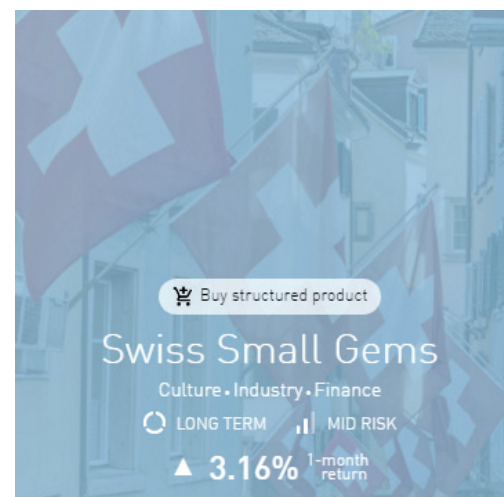 Buy structured product
Swiss Small Gems
Culture • Industry • Finance
LONG TERM MID RISK
▲ 3.16% 1-month
return